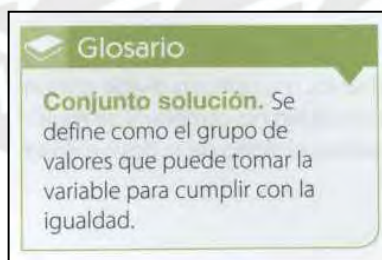 Glosario
Conjunto solución. Se
define como el grupo de
valores que puede tomar la
variable para cumplir con la
igualdad.